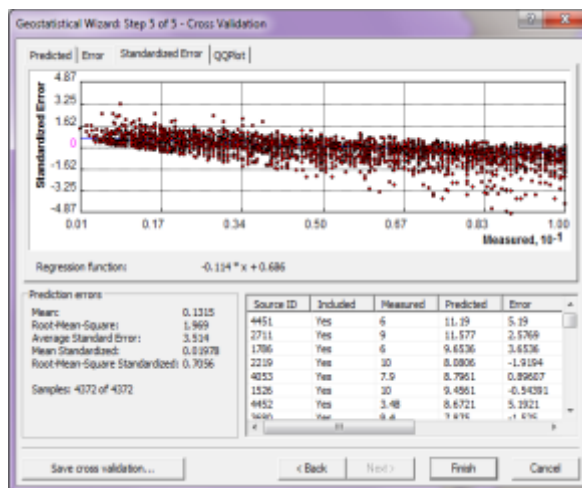 Geostatistical Wizard: Step 5 of 5 - Cross Validation
Predicted Error Standardized Error QQPlot
Standardized Error
4.87
3.25
1.62
0
-1.62
-3.25
-4.87
0.01 0.17 0.34 0.50 0.67 0.83 1.00
Measured, 10-1
Regression function: -0.114 * x + 0.686
Prediction errors
Mean: 0.1315
Root-Mean-Square: 1.969
Average Standard Error: 3.514
Mean Standardized: 0.01978
Root-Mean-Square Standardized: 0.7056
Samples: 4372 of 4372
Source ID Included Measured Predicted Error
4451 Yes 6 11.19 5.19
2711 Yes 9 11.577 2.5769
1786 Yes 6 9.6536 3.6536
2219 Yes 10 8.0806 -1.9194
4053 Yes 7.9 8.7961 0.89607
1526 Yes 10 9.4561 -0.54391
4452 Yes 3.48 8.6721 5.1921
Yes
Save cross validation... < Back Next > Finish Cancel